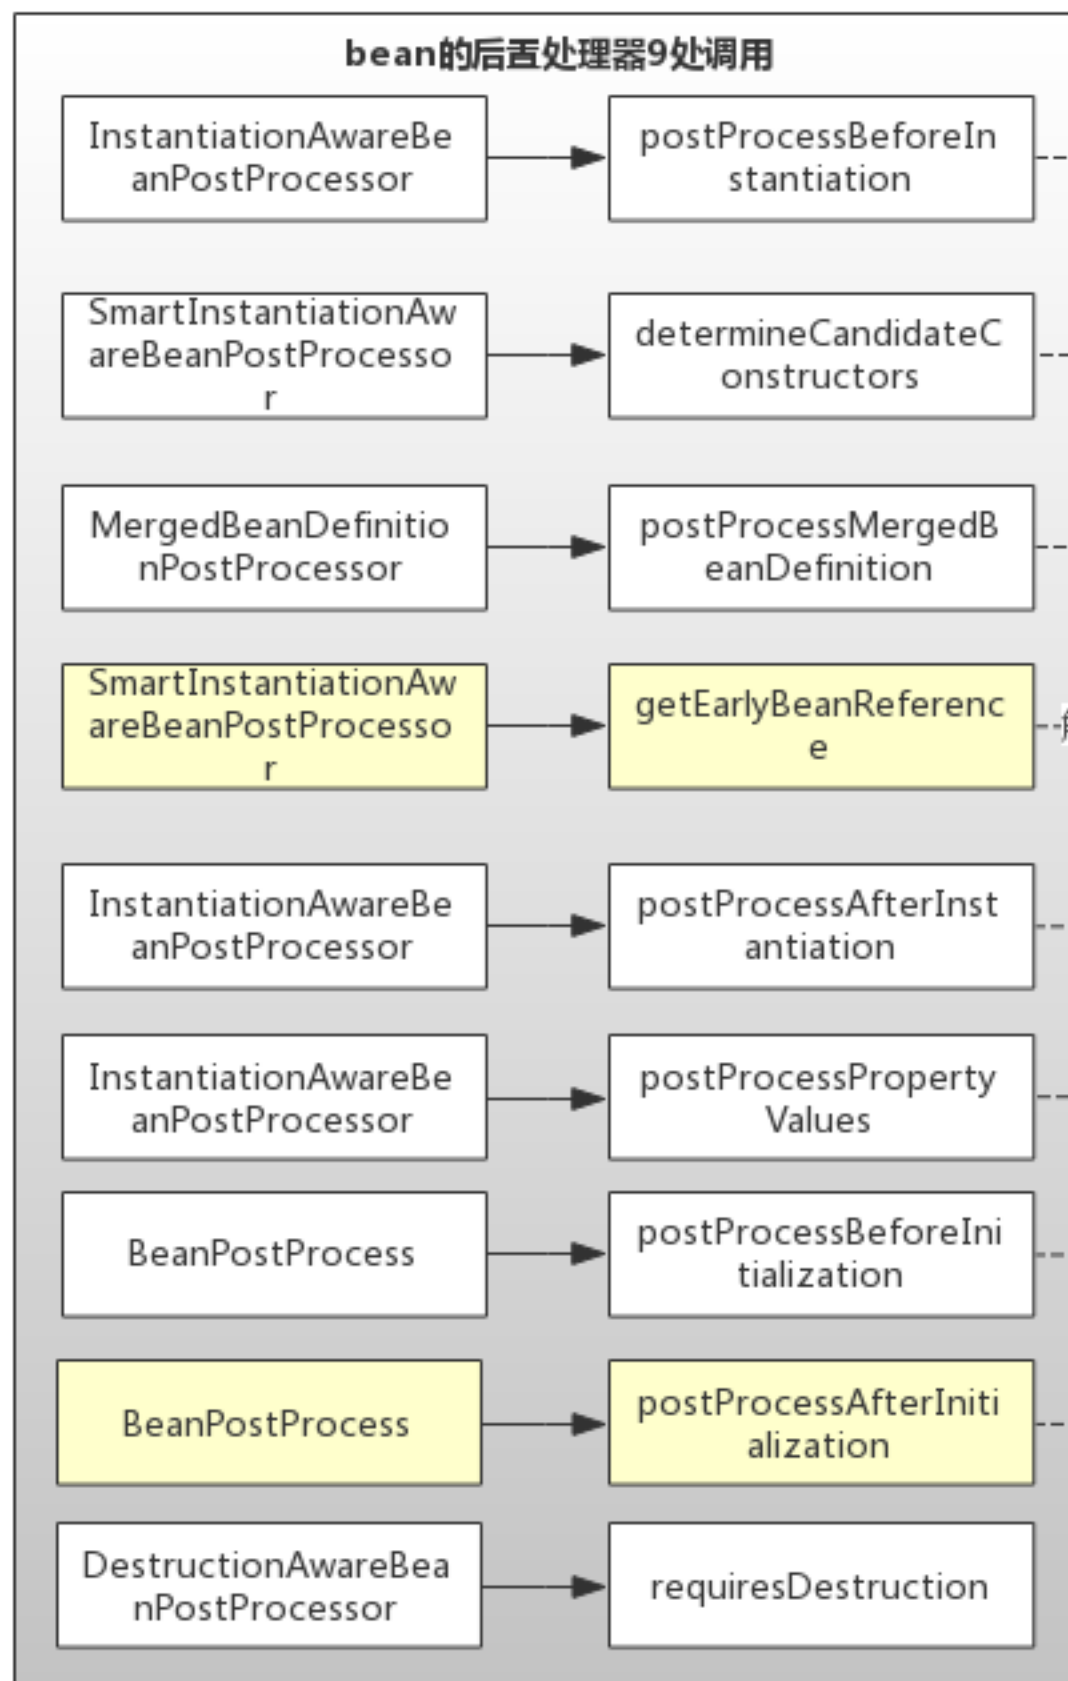 bean的后置处理器9处调用
InstantiationAwareBe
anPostProcessor
postProcessBeforeIn
stantiation
SmartInstantiationAw
areBeanPostProcesso
r
determineCandidateC
onstructors
MergedBeanDefinitio
nPostProcessor
postProcessMergedB
eanDefinition
SmartInstantiationAw
areBeanPostProcesso
r
getEarlyBeanReferenc
e
InstantiationAwareBe
anPostProcessor
postProcessAfterInst
antiation
InstantiationAwareBe
anPostProcessor
postProcessProperty
Values
BeanPostProcess
postProcessBeforeIni
tialization
BeanPostProcess
postProcessAfterIniti
alization
DestructionAwareBea
nPostProcessor
requiresDestruction